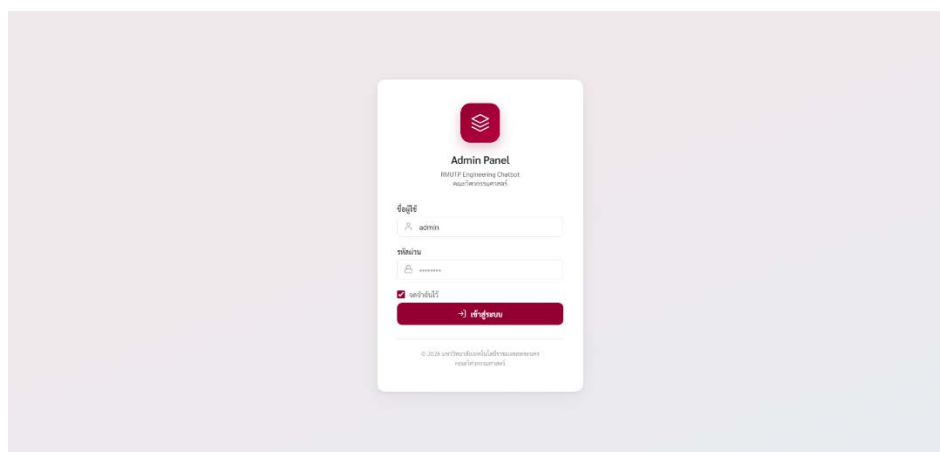 Admin Panel
RMUTP Engineering Chatbot
คณะวิศวกรรมศาสตร์
ชื่อผู้ใช้
admin
รหัสผ่าน
••••••••
จดจำฉันไว้
เข้าสู่ระบบ
© 2026 มหาวิทยาลัยเทคโนโลยีราชมงคลพระนคร
คณะวิศวกรรมศาสตร์